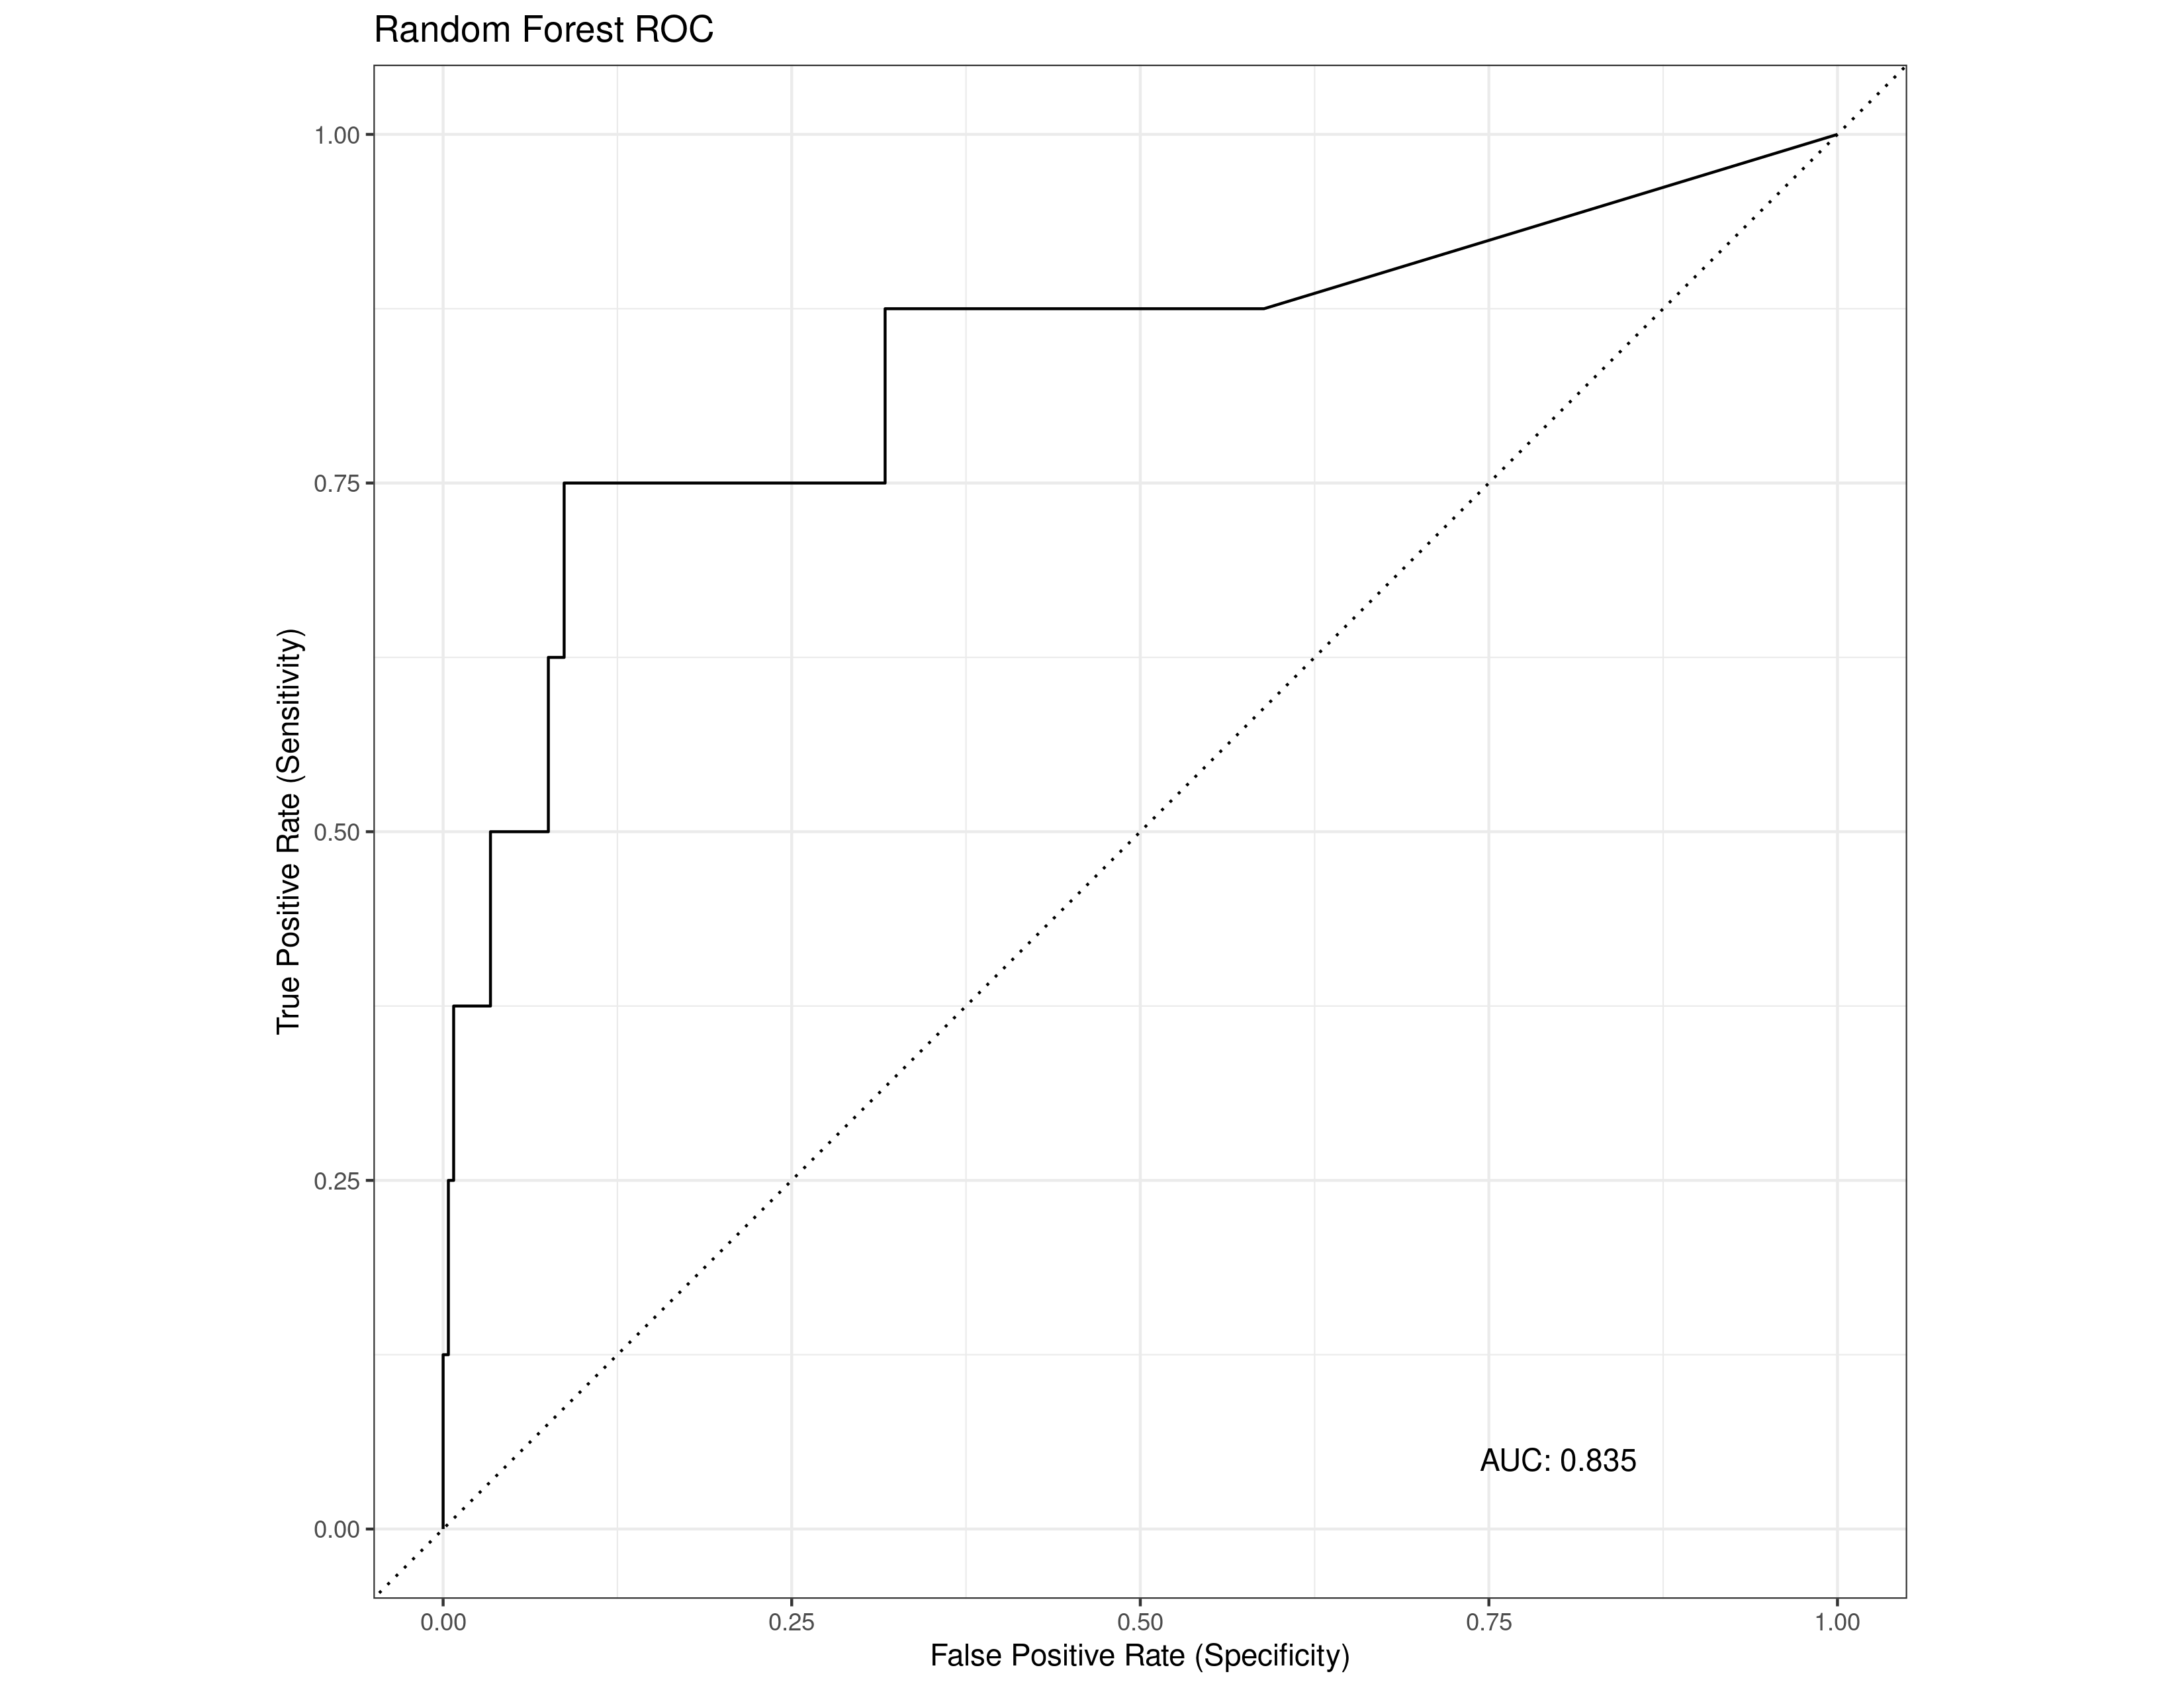 Random Forest ROC
1.00
0.75
0.50
0.25
0.00
True Positive Rate (Sensitivity)
AUC: 0.835
0.00 0.25 0.50 0.75 1.00
False Positive Rate (Specificity)